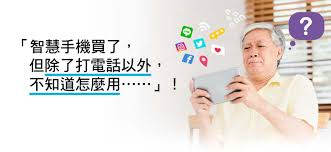 「智慧手機買了，
但除了打電話以外，
不知道怎麼用……」！
?